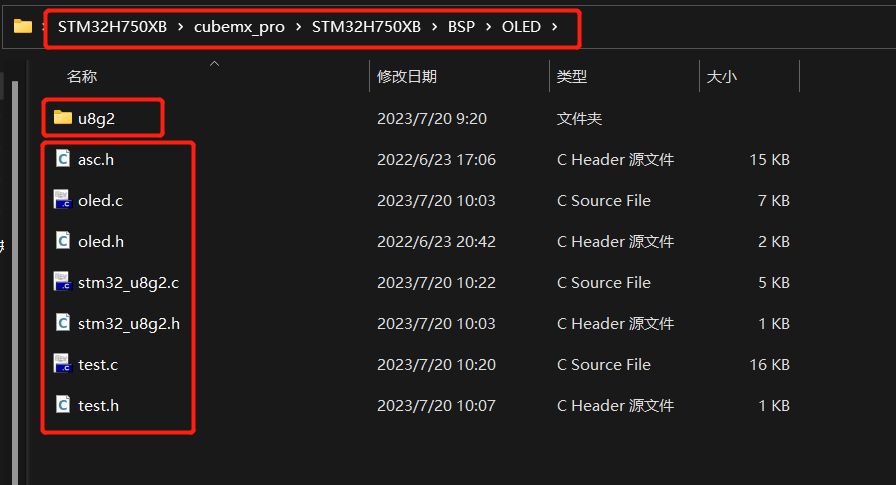 STM32H750XB › cubemx_pro › STM32H750XB › BSP › OLED ›
名称 修改日期 类型 大小
u8g2 2023/7/20 9:20 文件夹
asc.h 2022/6/23 17:06 C Header 源文件 15 KB
oled.c 2023/7/20 10:03 C Source File 7 KB
oled.h 2022/6/23 20:42 C Header 源文件 2 KB
stm32_u8g2.c 2023/7/20 10:22 C Source File 5 KB
stm32_u8g2.h 2023/7/20 10:03 C Header 源文件 1 KB
test.c 2023/7/20 10:20 C Source File 16 KB
test.h 2023/7/20 10:07 C Header 源文件 1 KB